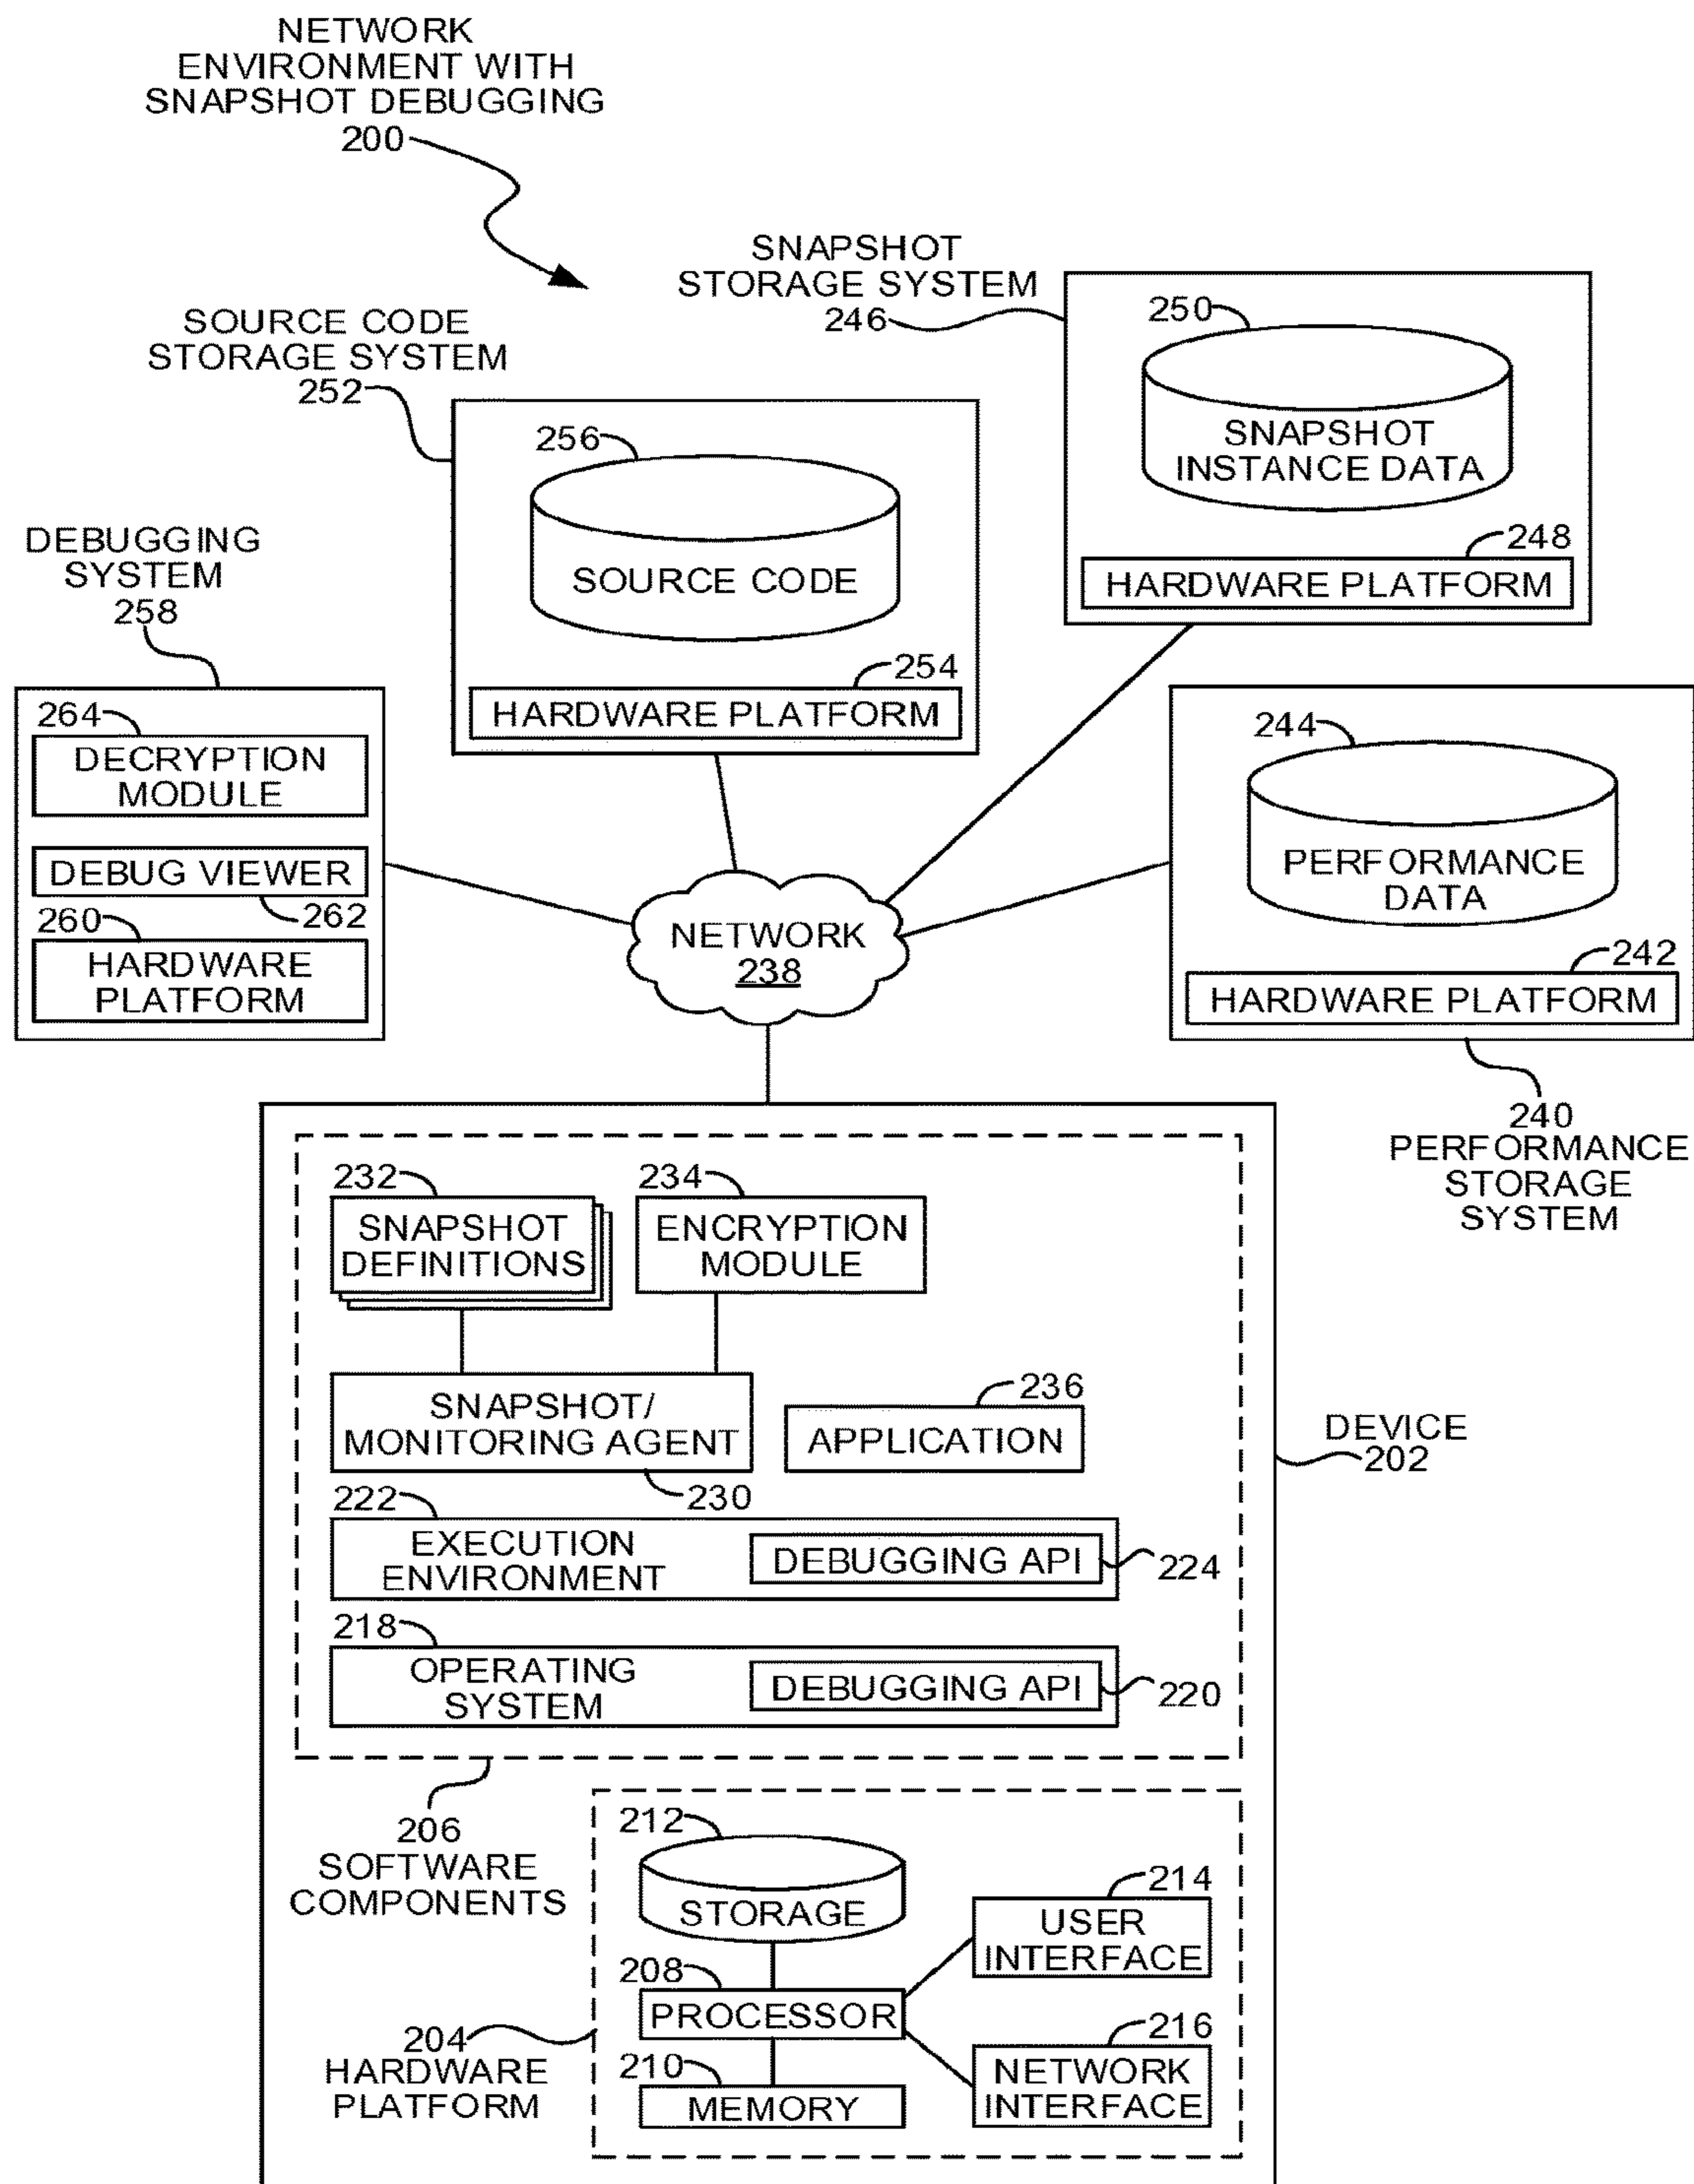 NETWORK
ENVIRONMENT WITH
SNAPSHOT DEBUGGING
200
SNAPSHOT
STORAGE SYSTEM
246
250
SNAPSHOT
INSTANCE DATA
248
HARDWARE PLATFORM
SOURCE CODE
STORAGE SYSTEM
252
256
SOURCE CODE
254
HARDWARE PLATFORM
DEBUGGING
SYSTEM
258
264
DECRYPTION
MODULE
DEBUG VIEWER
262
260
HARDWARE
PLATFORM
NETWORK
238
244
PERFORMANCE
DATA
242
HARDWARE PLATFORM
240
PERFORMANCE
STORAGE
SYSTEM
232
SNAPSHOT
DEFINITIONS
234
ENCRYPTION
MODULE
SNAPSHOT/
MONITORING AGENT
230
236
APPLICATION
DEVICE
202
222
EXECUTION
ENVIRONMENT
DEBUGGING API
224
218
OPERATING
SYSTEM
DEBUGGING API
220
206
SOFTWARE
COMPONENTS
212
STORAGE
214
USER
INTERFACE
208
PROCESSOR
204
HARDWARE
PLATFORM
216
NETWORK
INTERFACE
210
MEMORY